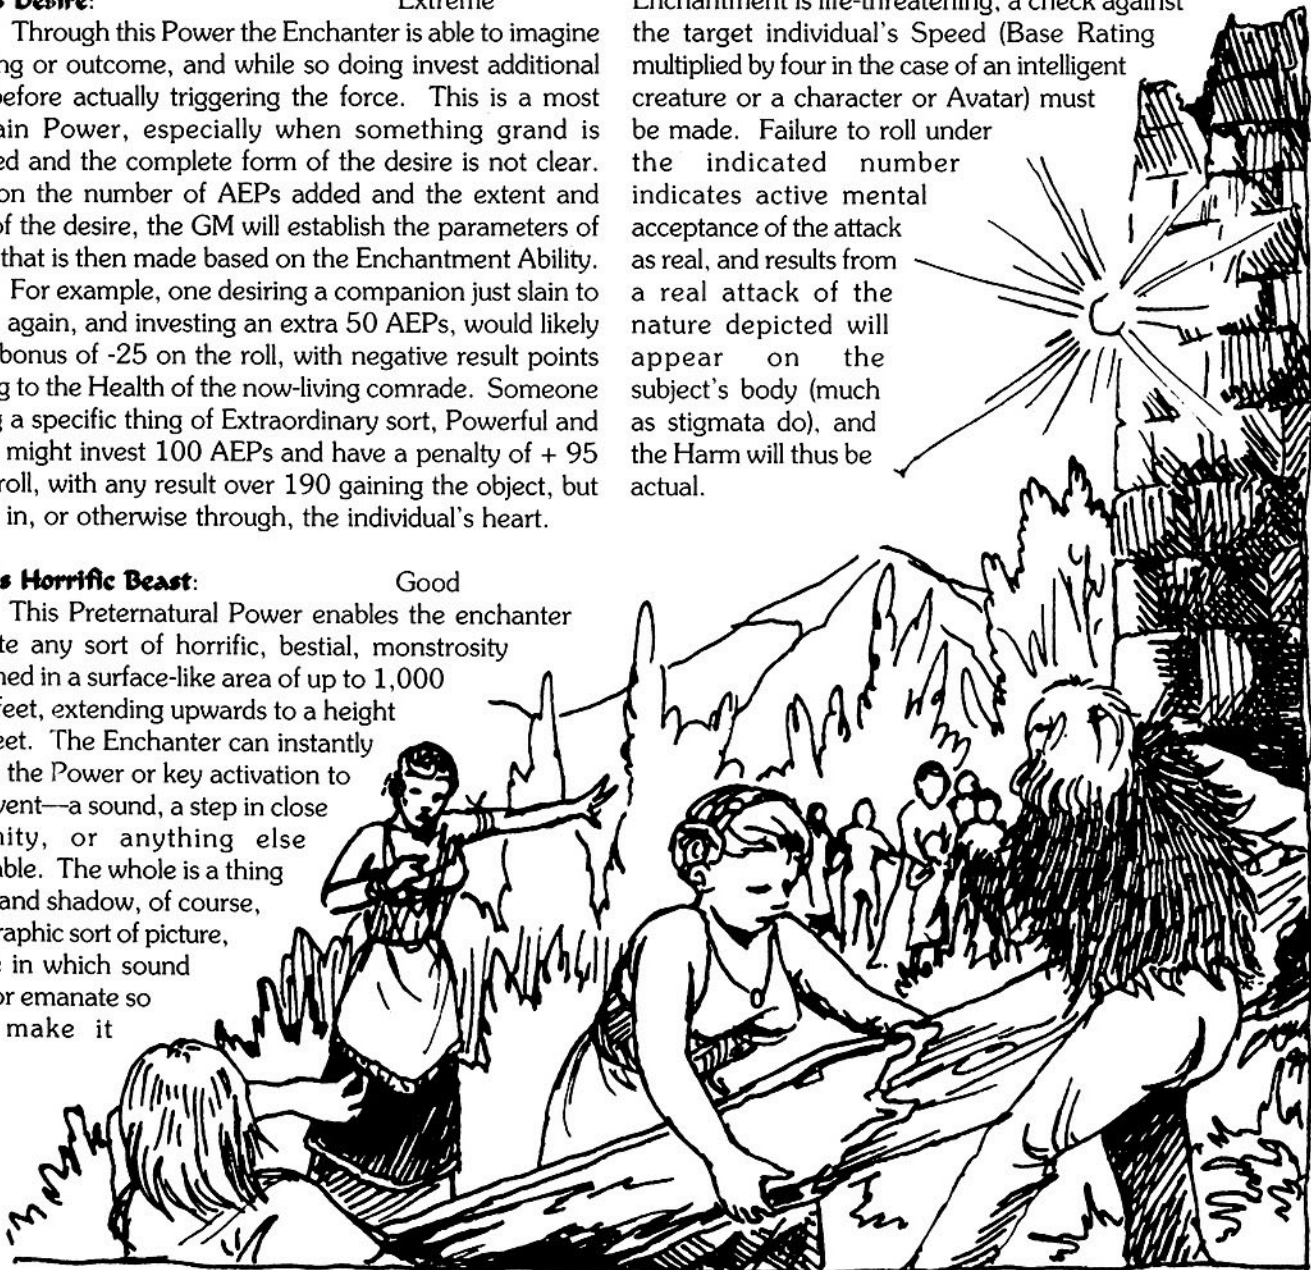 Desire: Extreme
Through this Power the Enchanter is able to imagine
ng or outcome, and while so doing invest additional
efore actually triggering the force. This is a most
ain Power, especially when something grand is
ed and the complete form of the desire is not clear.
on the number of AEPs added and the extent and
of the desire, the GM will establish the parameters of
that is then made based on the Enchantment Ability.
For example, one desiring a companion just slain to
again, and investing an extra 50 AEPs, would likely
bonus of -25 on the roll, with negative result points
g to the Health of the now-living comrade. Someone
g a specific thing of Extraordinary sort, Powerful and
might invest 100 AEPs and have a penalty of + 95
roll, with any result over 190 gaining the object, but
in, or otherwise through, the individual's heart.
s Horrific Beast: Good
This Preternatural Power enables the enchanter
te any sort of horrific, bestial, monstrosity
ned in a surface-like area of up to 1,000
feet, extending upwards to a height
eet. The Enchanter can instantly
the Power or key activation to
vent—a sound, a step in close
nity, or anything else
able. The whole is a thing
and shadow, of course,
raphic sort of picture,
e in which sound
or emanate so
make it
Enchantment is life-threatening, a check against
the target individual's Speed (Base Rating
multiplied by four in the case of an intelligent
creature or a character or Avatar) must
be made. Failure to roll under
the indicated number
indicates active mental
acceptance of the attack
as real, and results from
a real attack of the
nature depicted will
appear on the
subject's body (much
as stigmata do), and
the Harm will thus be
actual.